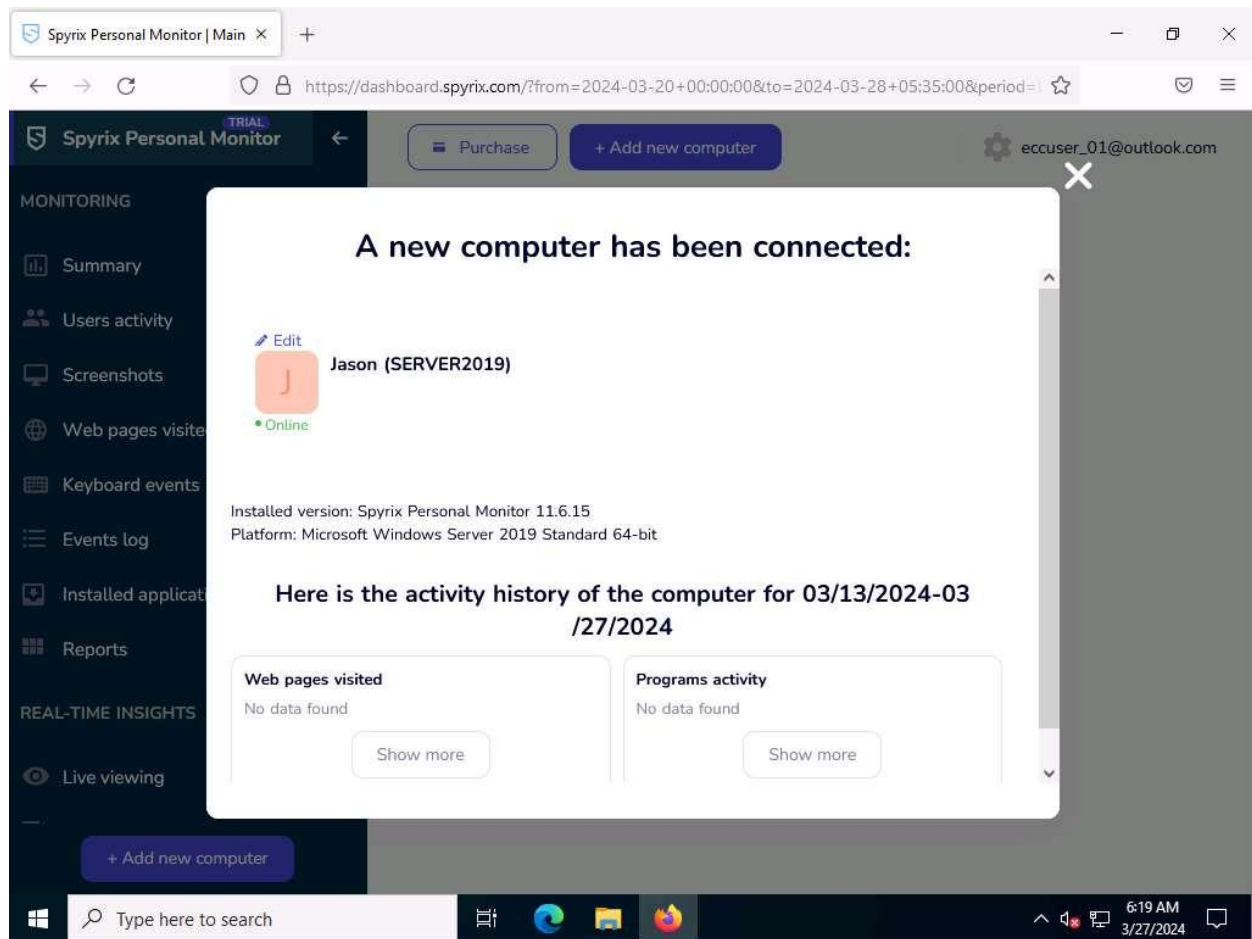 Spyrix Personal Monitor | Main
https://dashboard.spyrix.com/?from=2024-03-20+00:00:00&to=2024-03-28+05:35:00&period=
Spyrix Personal Monitor
TRIAL
Purchase
+ Add new computer
eccuser_01@outlook.com
MONITORING
Summary
Users activity
Screenshots
Web pages visite
Keyboard events
Events log
Installed applicati
Reports
REAL-TIME INSIGHTS
Live viewing
+ Add new computer
A new computer has been connected:
Edit
J
Jason (SERVER2019)
Online
Installed version: Spyrix Personal Monitor 11.6.15
Platform: Microsoft Windows Server 2019 Standard 64-bit
Here is the activity history of the computer for 03/13/2024-03
/27/2024
Web pages visited
No data found
Show more
Programs activity
No data found
Show more
Type here to search
6:19 AM
3/27/2024